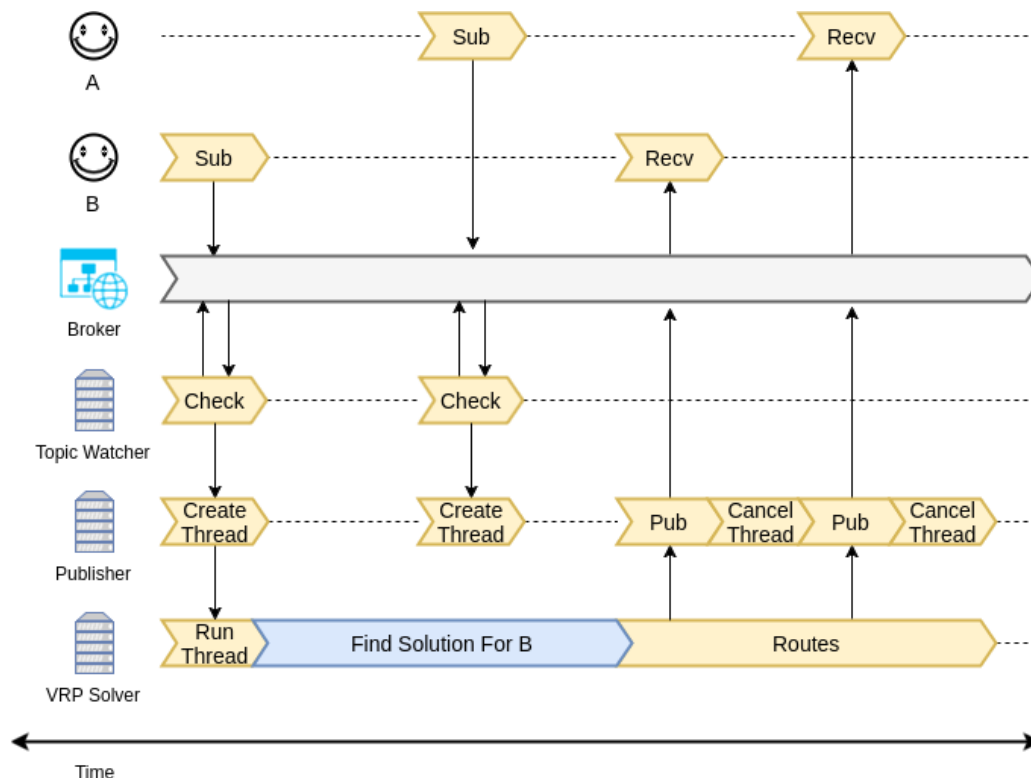 Sub
Recv
A
Sub
Recv
B
Broker
Check
Check
Topic Watcher
Create
Thread
Create
Thread
Pub
Cancel
Thread
Pub
Cancel
Thread
Publisher
Run
Thread
Find Solution For B
Routes
VRP Solver
Time